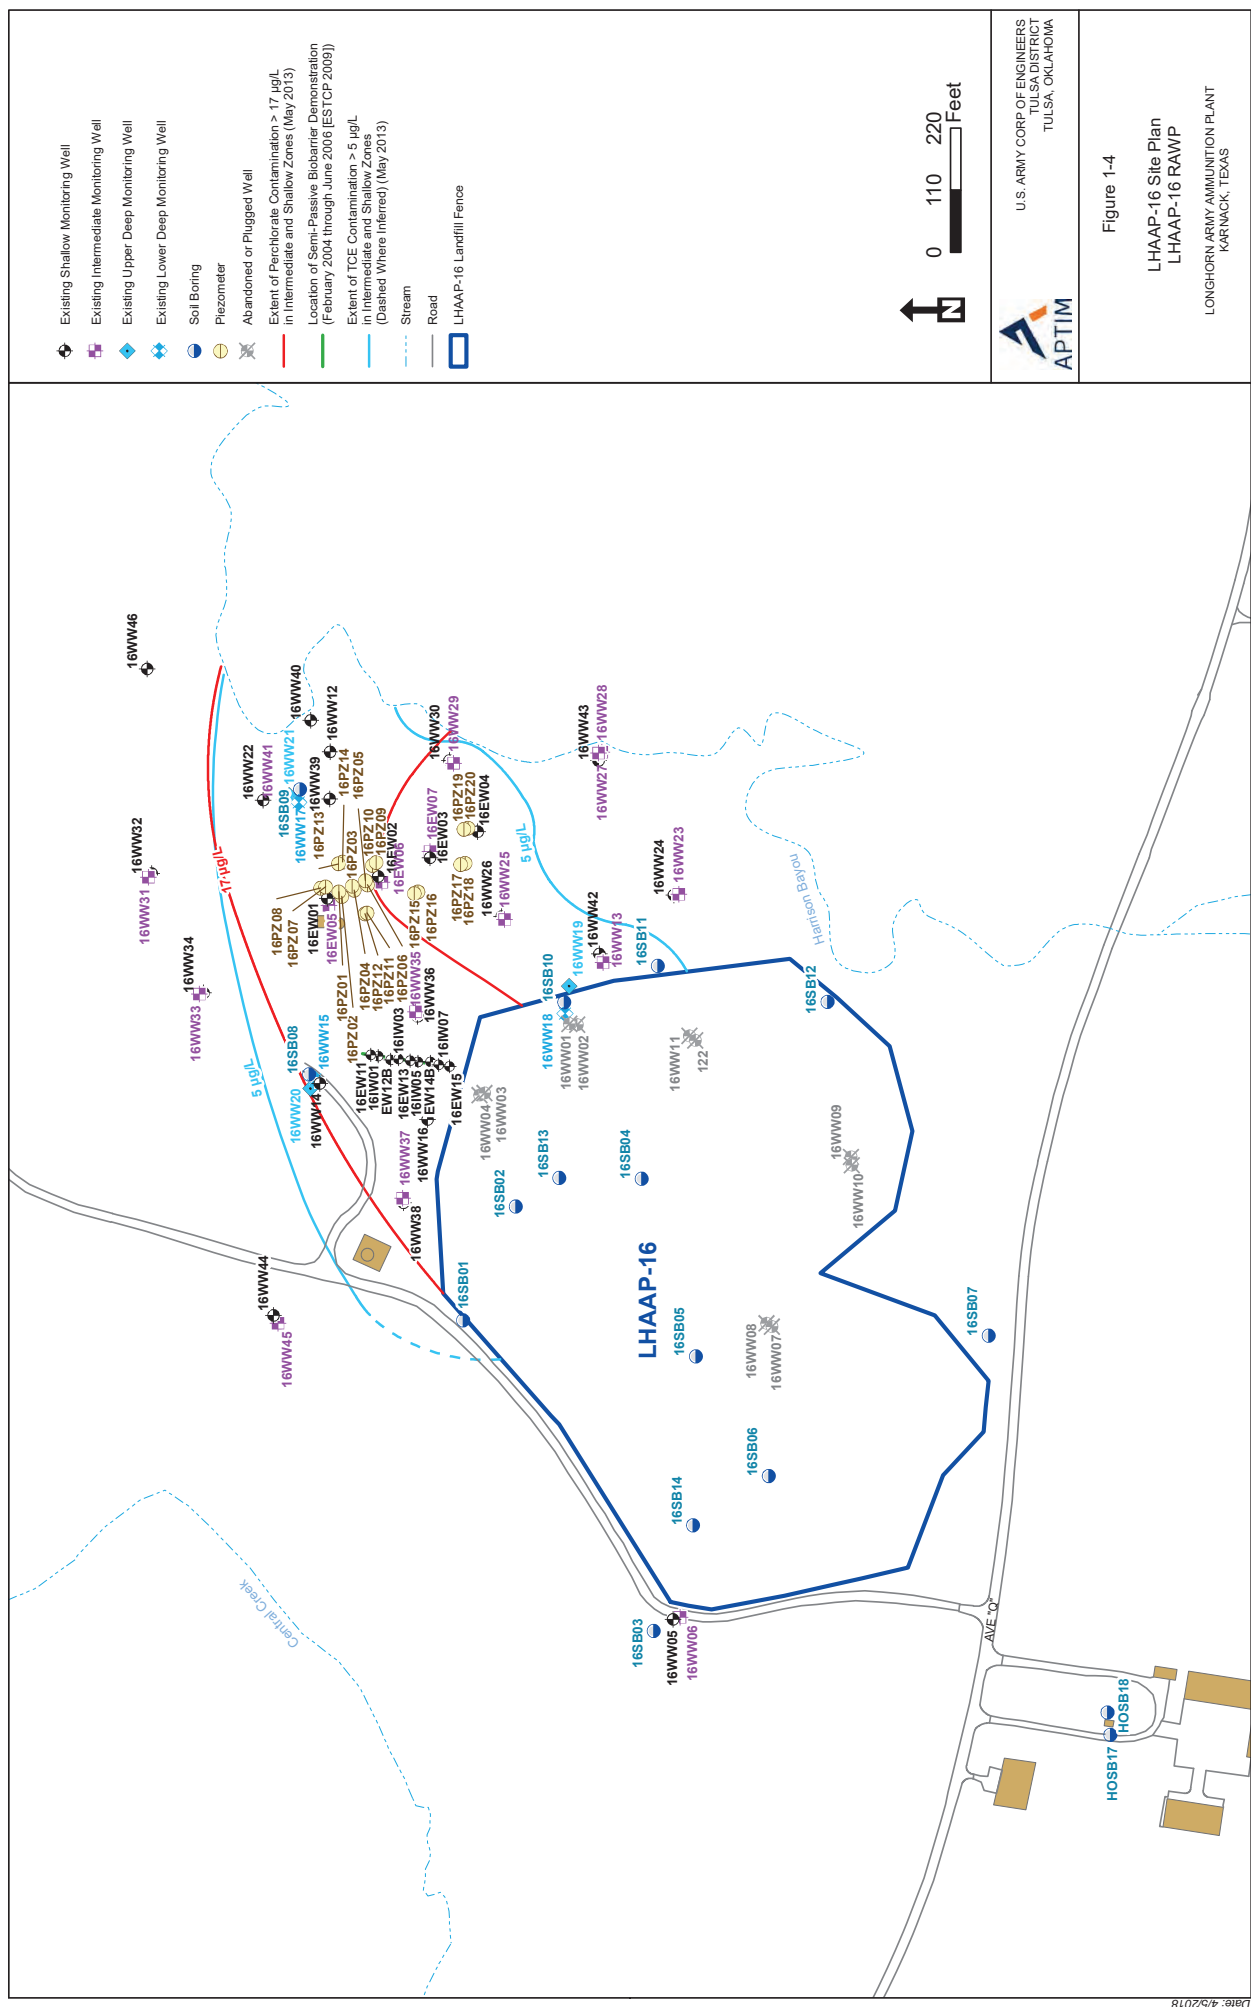 Existing Shallow Monitoring Well
Existing Intermediate Monitoring Well
Existing Upper Deep Monitoring Well
Existing Lower Deep Monitoring Well
Soil Boring
Piezometer
Abandoned or Plugged Well
Extent of Perchlorate Contamination > 17 µg/L
in Intermediate and Shallow Zones (May 2013)
Location of Semi-Passive Biobarrier Demonstration
(February 2004 through June 2006 [ESTCP 2009])
Extent of TCE Contamination > 5 µg/L
in Intermediate and Shallow Zones
(Dashed Where Inferred) (May 2013)
Stream
Road
LHAAP-16 Landfill Fence
0 110 220
Feet
N
APTIM
U.S. ARMY CORP OF ENGINEERS
TULSA DISTRICT
TULSA, OKLAHOMA
Figure 1-4
LHAAP-16 Site Plan
LHAAP-16 RAWP
LONGHORN ARMY AMMUNITION PLANT
KARNACK, TEXAS
16WW46
16WW32
16WW31
16WW34
16WW33
17 µg/L
5 µg/L
16WW22
16WW41
16WW40
16WW12
16WW21
16SB09
16WW17
16WW39
16PZ13
16PZ14
16PZ05
16PZ03
16PZ10
16PZ09
16EW02
16EW06
16PZ08
16PZ07
16EW01
16EW05
16PZ01
16PZ02
16PZ04
16PZ12
16PZ11
16PZ06
16WW35
16WW36
16PZ15
16PZ16
16EW07
16EW03
16WW30
16WW29
16PZ19
16PZ20
16EW04
16PZ17
16PZ18
16WW26
16WW25
5 µg/L
16WW43
16WW28
16WW27
16WW24
16WW23
16WW42
16WW13
16SB11
16WW19
16SB10
16WW18
16WW01
16WW02
16WW11
122
16SB12
Harrison Bayou
16SB08
16WW15
16WW20
16WW14
16EW11
16IW01
EW12B
16IW03
16EW13
16IW05
EW14B
16IW07
16EW15
16WW04
16WW03
16WW37
16WW16
16WW38
16SB02
16SB13
16SB04
16WW09
16WW10
16WW44
16WW45
16SB01
LHAAP-16
16SB05
16WW08
16WW07
16SB07
16SB06
16SB14
16SB03
16WW05
16WW06
AVE "Q"
Central Creek
HOSB18
HOSB17
Date: 4/5/2018